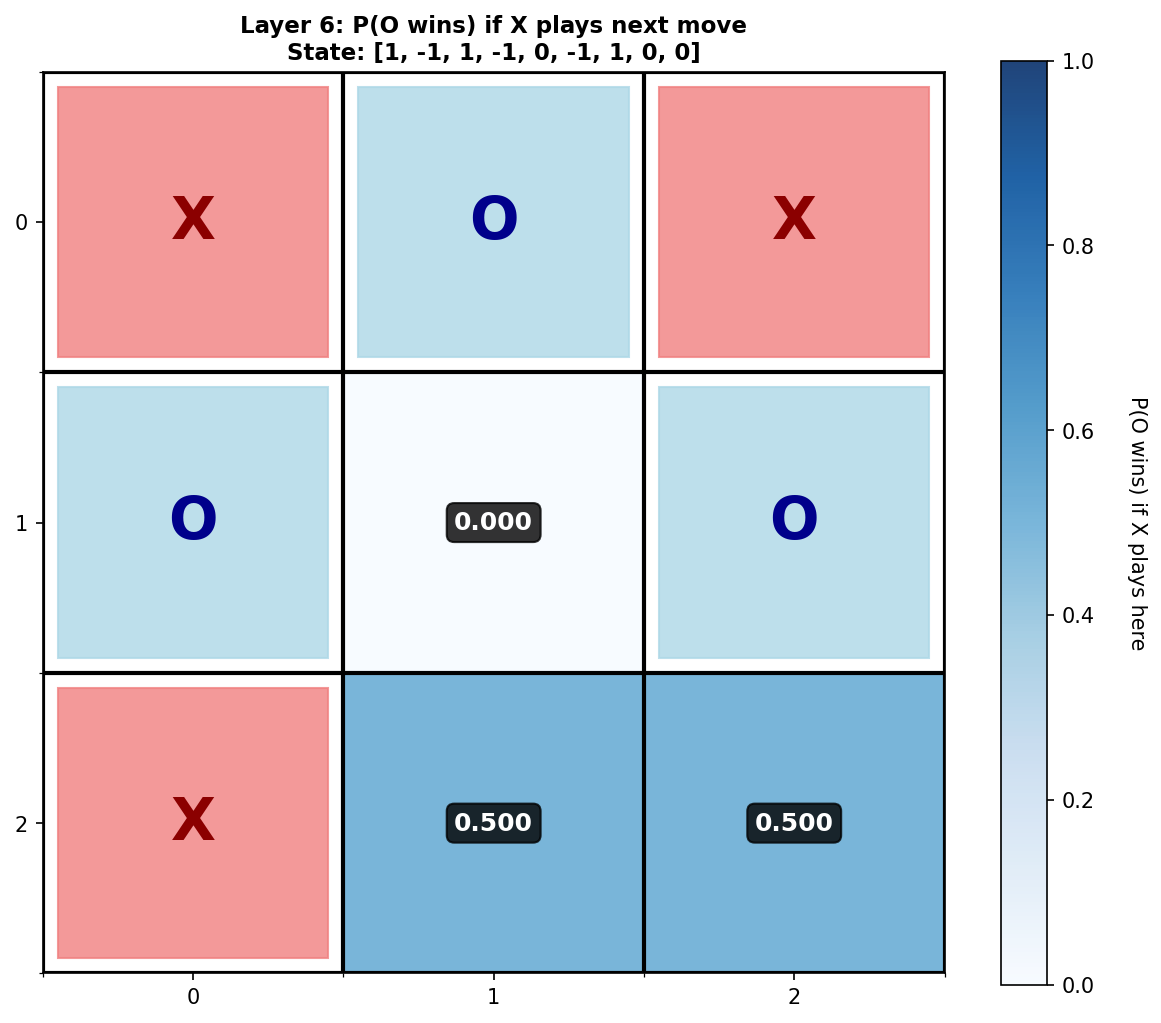 Layer 6: P(O wins) if X plays next move
State: [1, -1, 1, -1, 0, -1, 1, 0, 0]
0
X
O
X
1
O
0.000
O
2
X
0.500
0.500
0
1
2
1.0
0.8
0.6
0.4
0.2
0.0
P(O wins) if X plays here